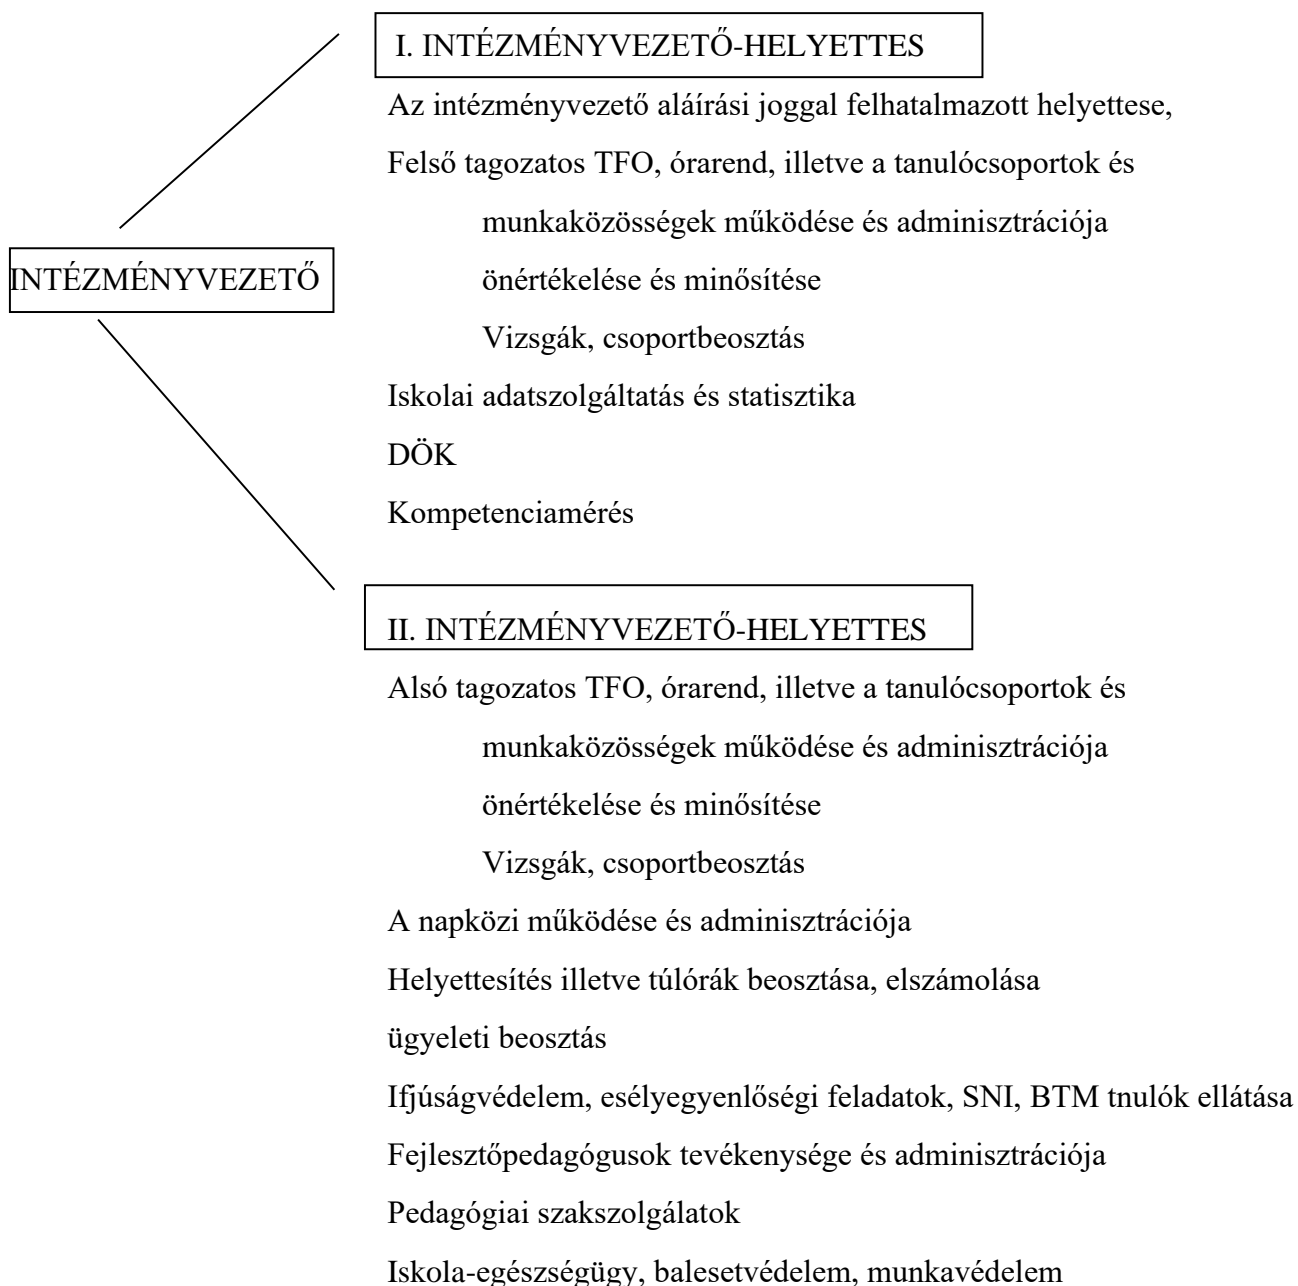 I. INTÉZMÉNYVEZETŐ-HELYETTES
Az intézményvezető aláírási joggal felhatalmazott helyettese,
Felső tagozatos TFO, órarend, illetve a tanulócsoportok és
munkaközösségek működése és adminisztrációja
INTÉZMÉNYVEZETŐ
önértékelése és minősítése
Vizsgák, csoportbeosztás
Iskolai adatszolgáltatás és statisztika
DÖK
Kompetenciamérés
II. INTÉZMÉNYVEZETŐ-HELYETTES
Alsó tagozatos TFO, órarend, illetve a tanulócsoportok és
munkaközösségek működése és adminisztrációja
önértékelése és minősítése
Vizsgák, csoportbeosztás
A napközi működése és adminisztrációja
Helyettesítés illetve túlórák beosztása, elszámolása
ügyeleti beosztás
Ifjúságvédelem, esélyegyenlőségi feladatok, SNI, BTM tnulók ellátása
Fejlesztőpedagógusok tevékenysége és adminisztrációja
Pedagógiai szakszolgálatok
Iskola-egészségügy, balesetvédelem, munkavédelem